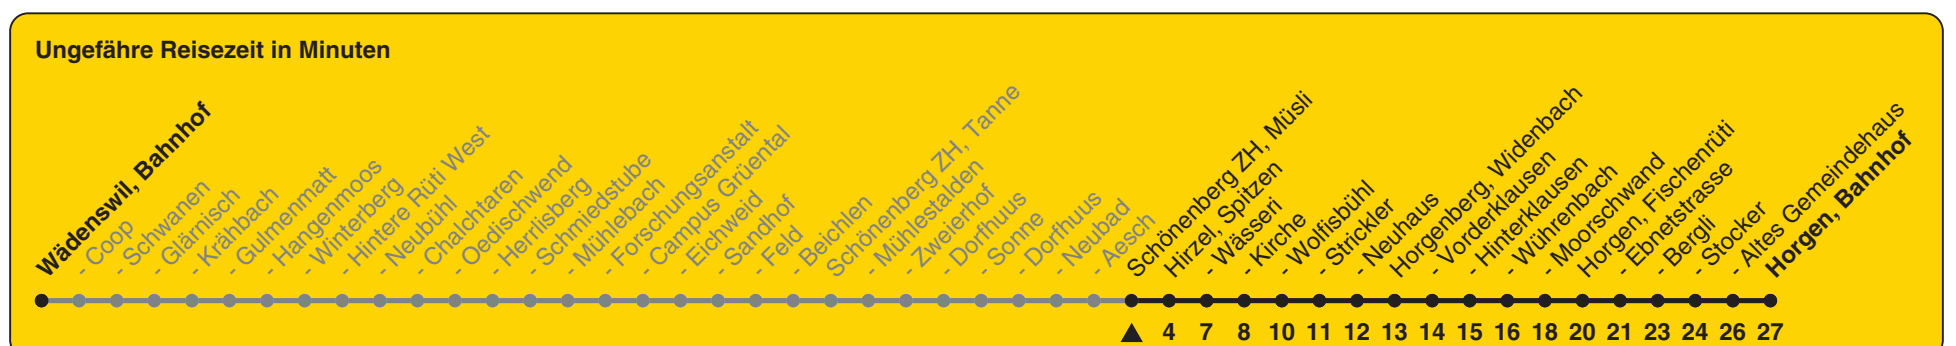 Ungefähre Reisezeit in Minuten
Wädenswil, Bahnhof
- Coop
- Schwanen
- Glärnisch
- Krähbach
- Gulmenmatt
- Hangenmoos
- Winterberg
- Hintere Rüti West
- Neubühl
- Chalchtaren
- Oedischwend
- Herrlisberg
- Schmiedstube
- Mühlebach
- Forschungsanstalt
- Campus Grüental
- Eichweid
- Sandhof
- Feld
- Beichlen
Schönenberg ZH, Tanne
- Mühlestalden
- Zweierhof
- Dorfhuus
- Sonne
- Dorfhuus
- Neubad
- Aesch
Schönenberg ZH, Müsli
Hirzel, Spitzen
- Wässeri
- Kirche
- Wolfisbühl
- Strickler
- Neuhaus
Horgenberg, Widenbach
- Vorderklausen
- Hinterklausen
- Wührenbach
- Moorschwand
Horgen, Fischenrüti
- Ebnetstrasse
- Bergli
- Stocker
- Altes Gemeindehaus
Horgen, Bahnhof
4 7 8 10 11 12 13 14 15 16 18 20 21 23 24 26 27